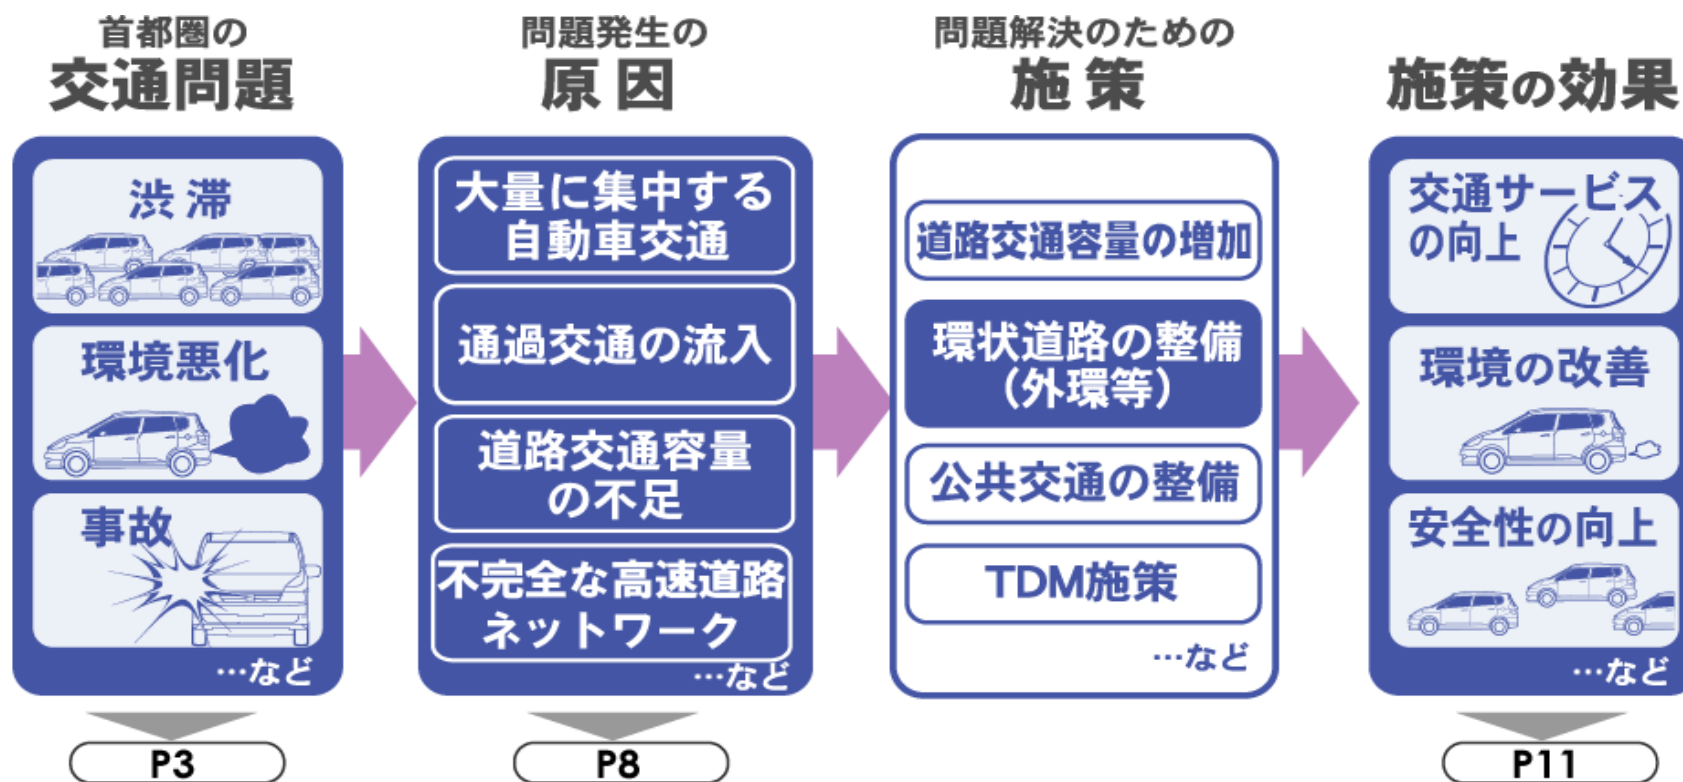 首都圏の
交通問題
渋滞
環境悪化
事故
…など
P3
問題発生の
原因
大量に集中する
自動車交通
通過交通の流入
道路交通容量
の不足
不完全な高速道路
ネットワーク
…など
P8
問題解決のための
施策
道路交通容量の増加
環状道路の整備
（外環等）
公共交通の整備
TDM施策
…など
施策の効果
交通サービス
の向上
環境の改善
安全性の向上
…など
P11